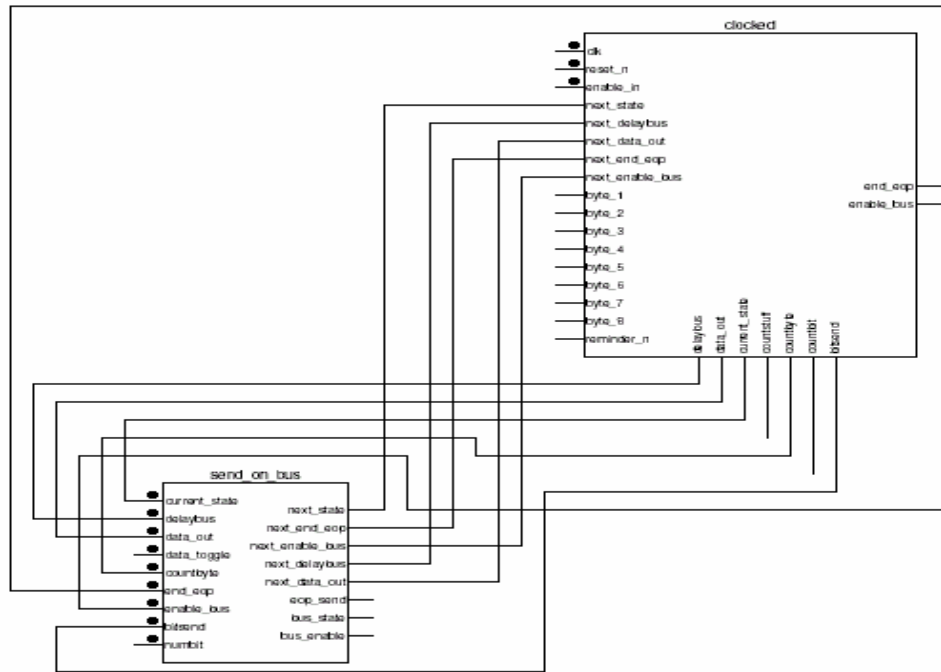 clocked
clk
reset_n
enable_in
next_state
next_delaybus
next_data_out
next_end_eop
next_enable_bus
byte_1
byte_2
byte_3
byte_4
byte_5
byte_6
byte_7
byte_8
reminder_n
end_eop
enable_bus
delaybus
data_out
current_state
countstuff
countbyte
countbit
bitsend
send_on_bus
current_state
delaybus
data_out
data_toggle
countbyte
end_eop
enable_bus
bitsend
numbit
next_state
next_end_eop
next_enable_bus
next_delaybus
next_data_out
eop_send
bus_state
bus_enable